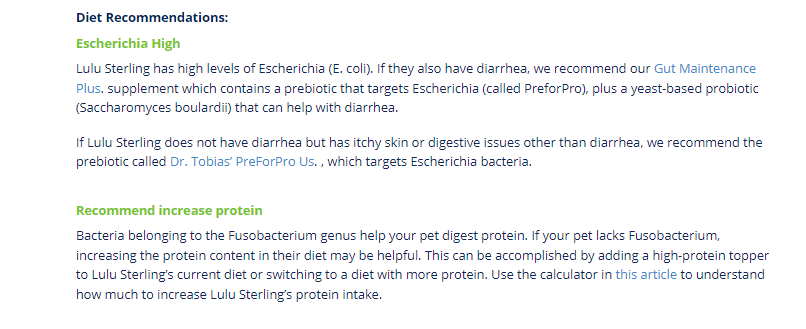 Diet Recommendations:
Escherichia High
Lulu Sterling has high levels of Escherichia (E. coli). If they also have diarrhea, we recommend our Gut Maintenance
Plus. supplement which contains a prebiotic that targets Escherichia (called PreforPro), plus a yeast-based probiotic
(Saccharomyces boulardii) that can help with diarrhea.
If Lulu Sterling does not have diarrhea but has itchy skin or digestive issues other than diarrhea, we recommend the
prebiotic called Dr. Tobias’ PreForPro Us. , which targets Escherichia bacteria.
Recommend increase protein
Bacteria belonging to the Fusobacterium genus help your pet digest protein. If your pet lacks Fusobacterium,
increasing the protein content in their diet may be helpful. This can be accomplished by adding a high-protein topper
to Lulu Sterling’s current diet or switching to a diet with more protein. Use the calculator in this article to understand
how much to increase Lulu Sterling’s protein intake.